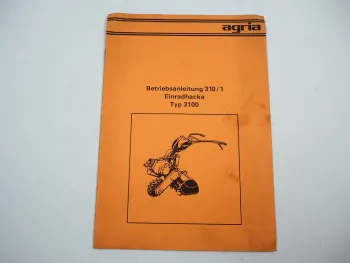 agria
Betriebsanleitung 310/1
Einradhacke
Typ 3100